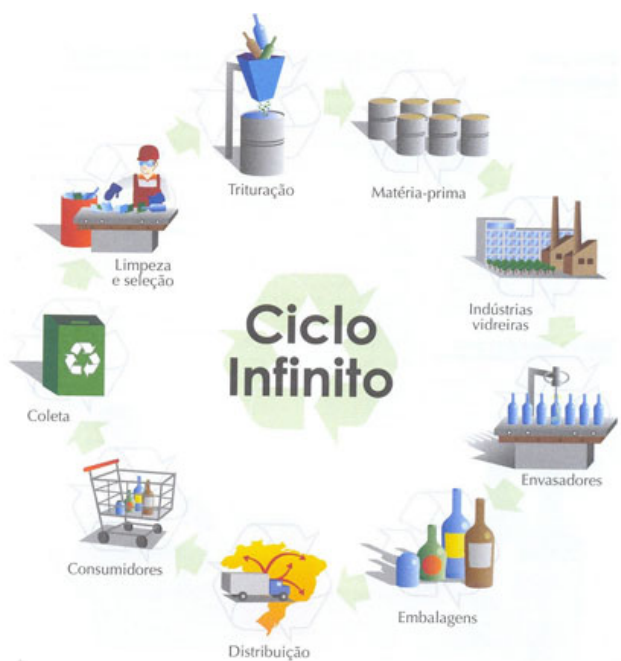 Ciclo
Infinito
Trituração
Matéria-prima
Indústrias
vidreiras
Envasadores
Embalagens
Distribuição
Consumidores
Coleta
Limpeza
e seleção